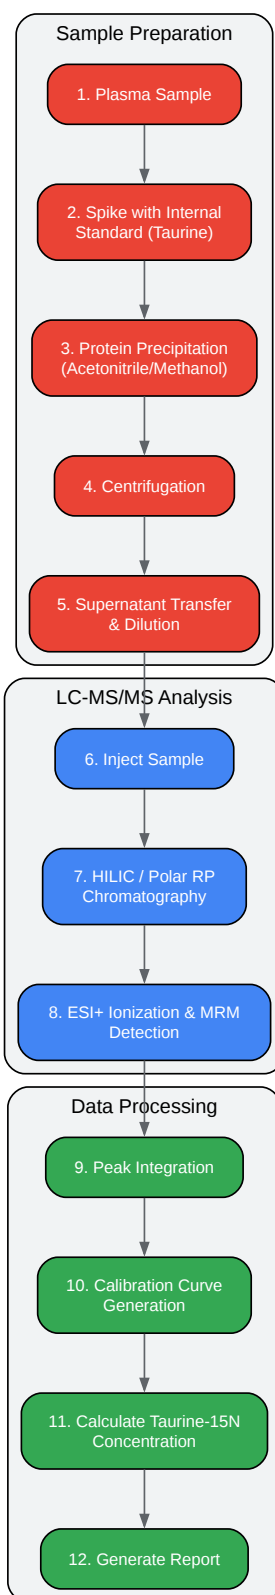 Sample Preparation
1. Plasma Sample
2. Spike with Internal
Standard (Taurine)
3. Protein Precipitation
(Acetonitrile/Methanol)
4. Centrifugation
5. Supernatant Transfer
& Dilution
LC-MS/MS Analysis
6. Inject Sample
7. HILIC / Polar RP
Chromatography
8. ESI+ Ionization & MRM
Detection
Data Processing
9. Peak Integration
10. Calibration Curve
Generation
11. Calculate Taurine-15N
Concentration
12. Generate Report